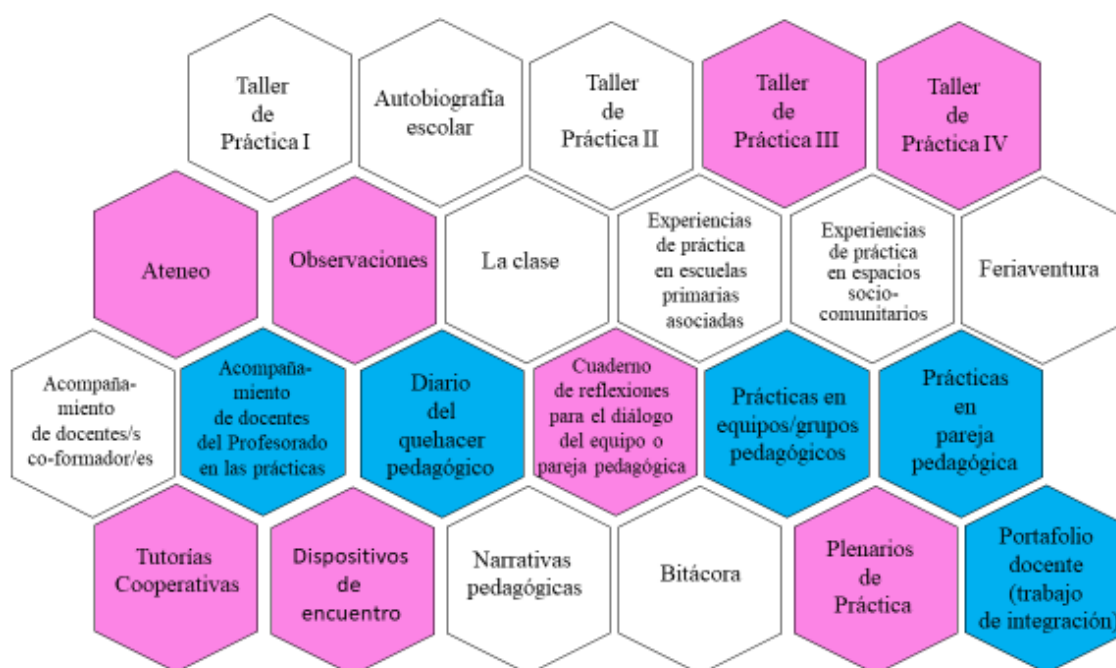 Taller
de
Práctica I
Autobiografía
escolar
Taller
de
Práctica II
Taller
de
Práctica III
Taller
de
Práctica IV
Ateneo
Observaciones
La clase
Experiencias
de práctica
en escuelas
primarias
asociadas
Experiencias
de práctica
en espacios
socio-
comunitarios
Feriaventura
Acompaña-
miento
de docentes/s
co-formador/es
Acompaña-
miento
de docentes
del Profesorado
en las prácticas
Diario
del
quehacer
pedagógico
Cuaderno
de reflexiones
para el diálogo
del equipo o
pareja pedagógica
Prácticas en
equipos/grupos
pedagógicos
Prácticas
en
pareja
pedagógica
Tutorías
Cooperativas
Dispositivos
de
encuentro
Narrativas
pedagógicas
Bitácora
Plenarios
de
Práctica
Portafolio
docente
(trabajo
de integración)